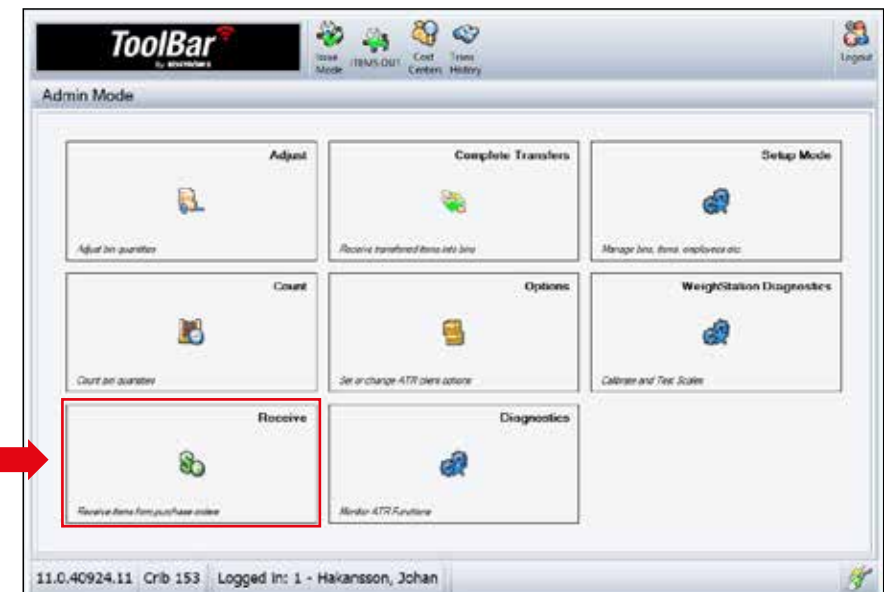 ToolBar
Issue Mode
ITEMS OUT
Cost Centers
Trans History
Logout
Admin Mode
Adjust
Adjust bin quantities
Complete Transfers
Receive transferred items into bins
Setup Mode
Manage bins, items, employees etc.
Count
Count bin quantities
Options
Set or change ATR client options
WeighStation Diagnostics
Calibrate and Test Scales
Receive
Receive items from purchase orders
Diagnostics
Monitor ATR Functions
11.0.40924.11 Crib 153 Logged in: 1 - Hakansson, Johan